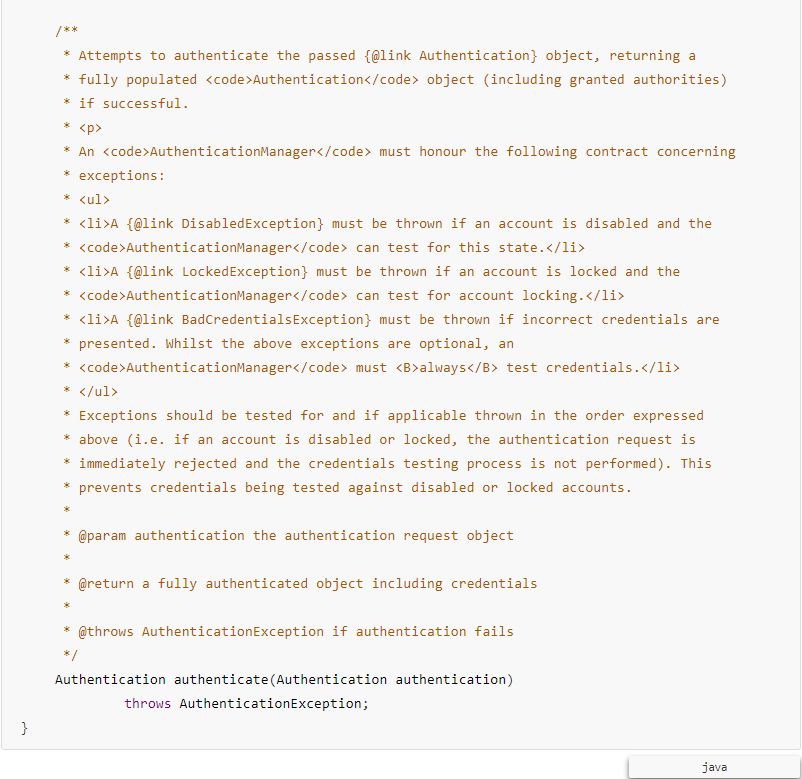 /**
* Attempts to authenticate the passed {@link Authentication} object, returning a
* fully populated <code>Authentication</code> object (including granted authorities)
* if successful.
* <p>
* An <code>AuthenticationManager</code> must honour the following contract concerning
* exceptions:
* <ul>
* <li>A {@link DisabledException} must be thrown if an account is disabled and the
* <code>AuthenticationManager</code> can test for this state.</li>
* <li>A {@link LockedException} must be thrown if an account is locked and the
* <code>AuthenticationManager</code> can test for account locking.</li>
* <li>A {@link BadCredentialsException} must be thrown if incorrect credentials are
* presented. Whilst the above exceptions are optional, an
* <code>AuthenticationManager</code> must <B>always</B> test credentials.</li>
* </ul>
* Exceptions should be tested for and if applicable thrown in the order expressed
* above (i.e. if an account is disabled or locked, the authentication request is
* immediately rejected and the credentials testing process is not performed). This
* prevents credentials being tested against disabled or locked accounts.
*
* @param authentication the authentication request object
*
* @return a fully authenticated object including credentials
*
* @throws AuthenticationException if authentication fails
*/
Authentication authenticate(Authentication authentication)
throws AuthenticationException;
}
java